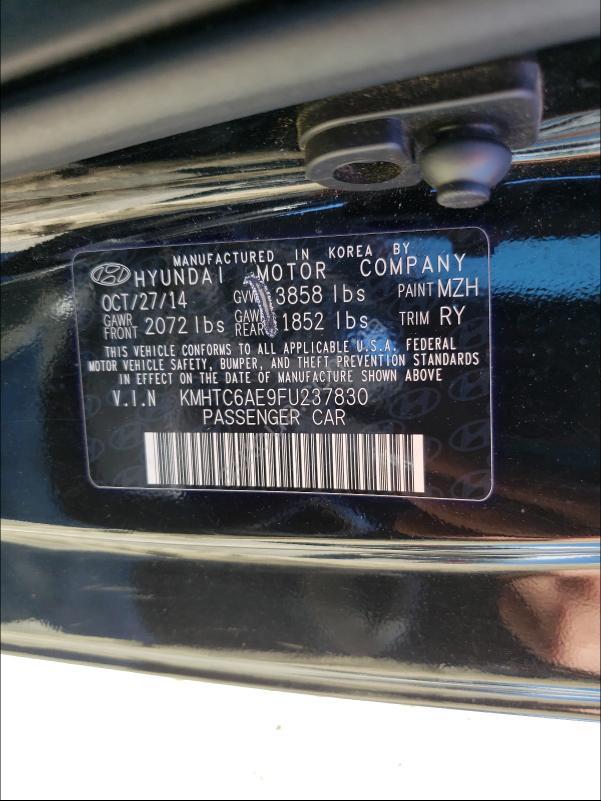 MANUFACTURED IN KOREA BY
HYUNDAI MOTOR COMPANY
OCT/27/14 GVWR 3858 lbs PAINT MZH
GAWR FRONT 2072 lbs GAWR REAR 1852 lbs TRIM RY
THIS VEHICLE CONFORMS TO ALL APPLICABLE U.S.A. FEDERAL
MOTOR VEHICLE SAFETY, BUMPER, AND THEFT PREVENTION STANDARDS
IN EFFECT ON THE DATE OF MANUFACTURE SHOWN ABOVE
V.I.N KMHTC6AE9FU237830
PASSENGER CAR